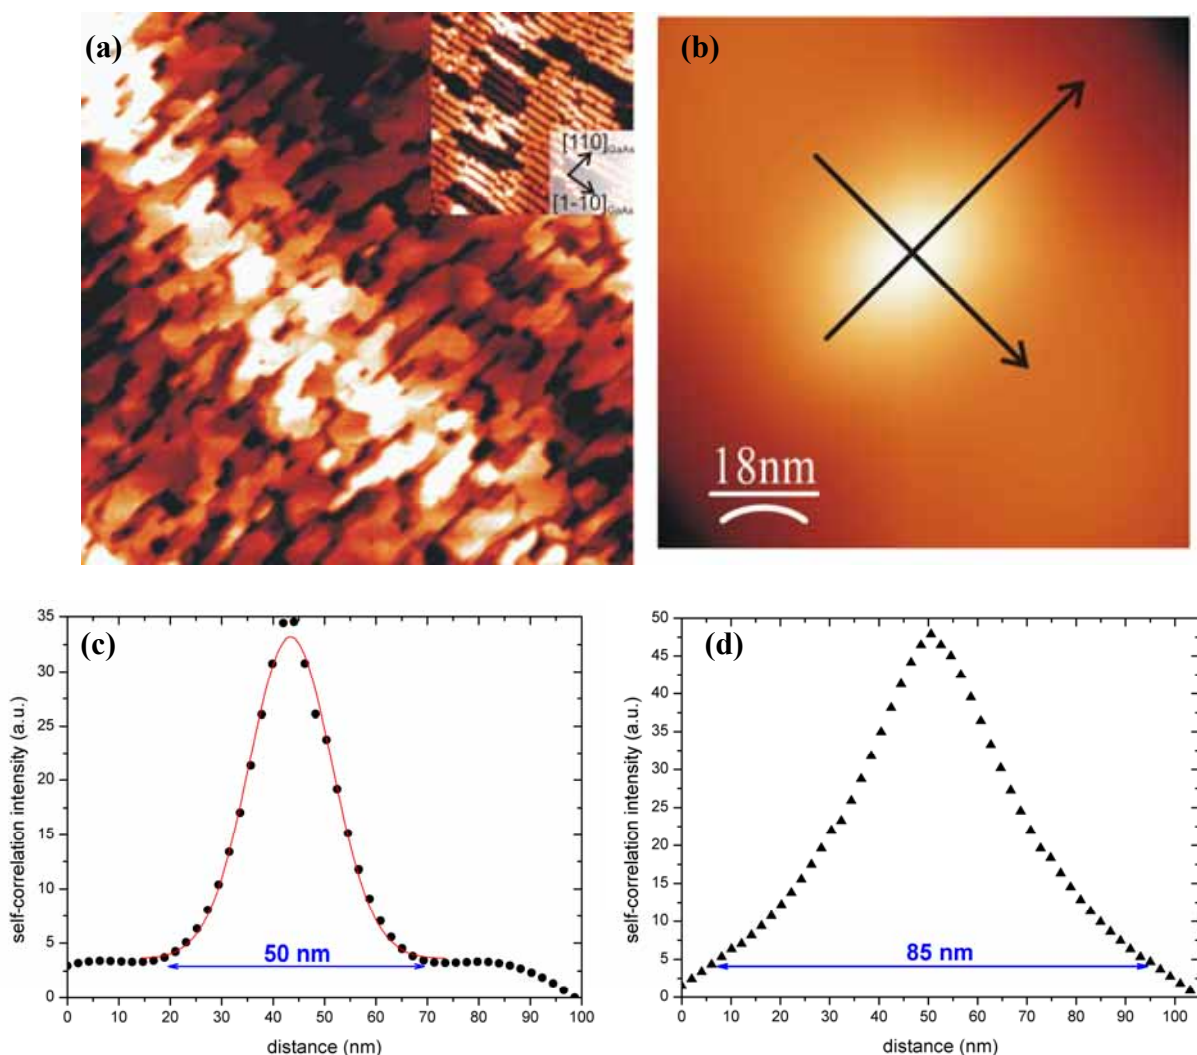 (a)
[110]GaAs
[1-10]GaAs
(b)
18nm
(c)
self-correlation intensity (a.u.)
35
30
25
20
15
10
5
0
50 nm
0 10 20 30 40 50 60 70 80 90 100
distance (nm)
(d)
self-correlation intensity (a.u.)
50
45
40
35
30
25
20
15
10
5
0
85 nm
0 10 20 30 40 50 60 70 80 90 100
distance (nm)